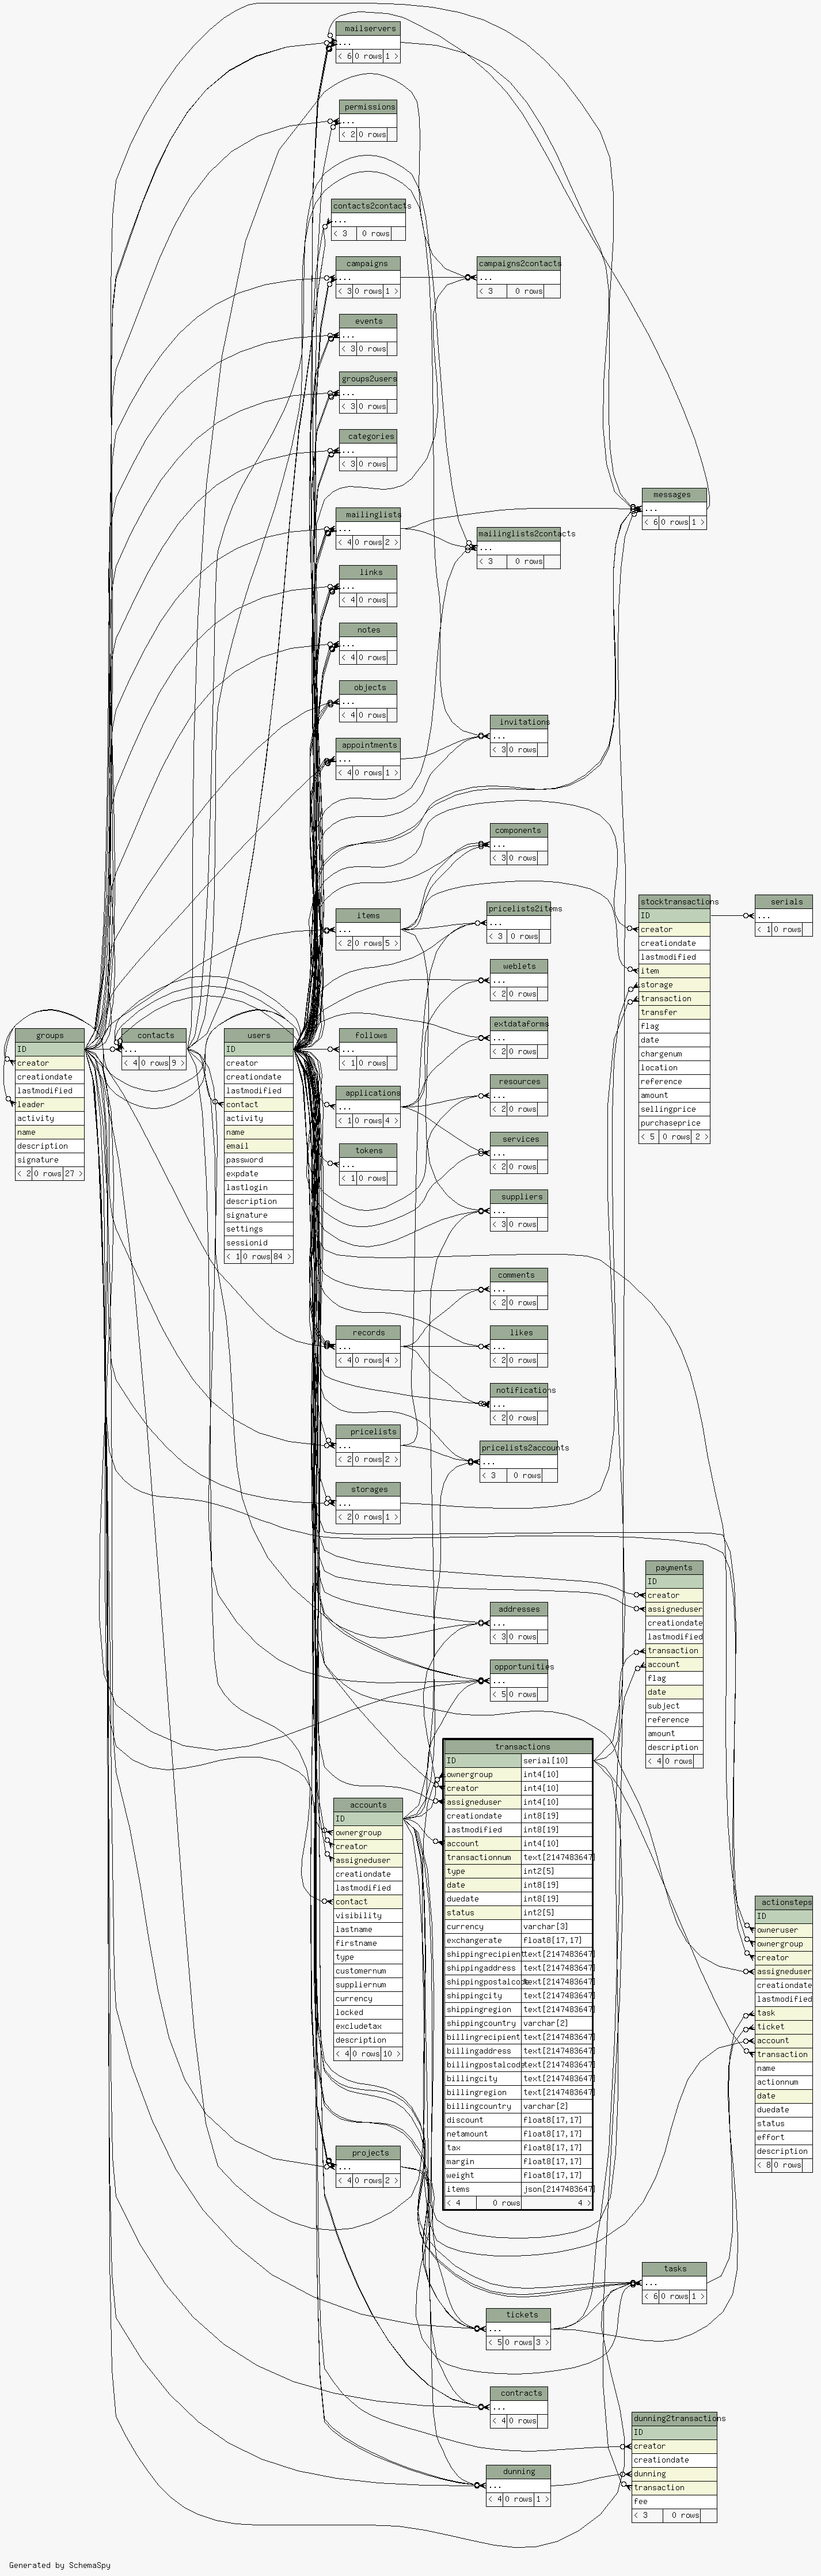 mailservers
...
< 6 0 rows 1 >
permissions
...
< 2 0 rows
contacts2contacts
...
< 3 0 rows
campaigns
...
< 3 0 rows 1 >
campaigns2contacts
...
< 3 0 rows
events
...
< 3 0 rows
groups2users
...
< 3 0 rows
categories
...
< 3 0 rows
messages
...
< 6 0 rows 1 >
mailinglists
...
< 4 0 rows 2 >
mailinglists2contacts
...
< 3 0 rows
links
...
< 4 0 rows
notes
...
< 4 0 rows
objects
...
< 4 0 rows
invitations
...
< 3 0 rows
appointments
...
< 4 0 rows 1 >
components
...
< 3 0 rows
items
...
< 2 0 rows 5 >
pricelists2items
...
< 3 0 rows
stocktransactions
ID
creator
creationdate
lastmodified
item
storage
transaction
transfer
flag
date
chargenum
location
reference
amount
sellingprice
purchaseprice
< 5 0 rows 2 >
serials
...
< 1 0 rows
weblets
...
< 2 0 rows
extdataforms
...
< 2 0 rows
groups
ID
creator
creationdate
lastmodified
leader
activity
name
description
signature
< 2 0 rows 27 >
contacts
...
< 4 0 rows 9 >
users
ID
creator
creationdate
lastmodified
contact
activity
name
email
password
expdate
lastlogin
description
signature
settings
sessionid
< 1 0 rows 84 >
follows
...
< 1 0 rows
resources
...
< 2 0 rows
applications
...
< 1 0 rows 4 >
services
...
< 2 0 rows
tokens
...
< 1 0 rows
suppliers
...
< 3 0 rows
comments
...
< 2 0 rows
records
...
< 4 0 rows 4 >
likes
...
< 2 0 rows
notifications
...
< 2 0 rows
pricelists
...
< 2 0 rows 2 >
pricelists2accounts
...
< 3 0 rows
storages
...
< 2 0 rows 1 >
payments
ID
creator
assigneduser
creationdate
lastmodified
transaction
account
flag
date
subject
reference
amount
description
< 4 0 rows
addresses
...
< 3 0 rows
opportunities
...
< 5 0 rows
transactions
ID serial[10]
ownergroup int4[10]
creator int4[10]
assigneduser int4[10]
creationdate int8[19]
lastmodified int8[19]
account int4[10]
transactionnum text[2147483647]
type int2[5]
date int8[19]
duedate int8[19]
status int2[5]
currency varchar[3]
exchangerate float8[17,17]
shippingrecipient text[2147483647]
shippingaddress text[2147483647]
shippingpostalcode text[2147483647]
shippingcity text[2147483647]
shippingregion text[2147483647]
shippingcountry varchar[2]
billingrecipient text[2147483647]
billingaddress text[2147483647]
billingpostalcode text[2147483647]
billingcity text[2147483647]
billingregion text[2147483647]
billingcountry varchar[2]
discount float8[17,17]
netamount float8[17,17]
tax float8[17,17]
margin float8[17,17]
weight float8[17,17]
items json[2147483647]
< 4 0 rows 4 >
accounts
ID
ownergroup
creator
assigneduser
creationdate
lastmodified
contact
visibility
lastname
firstname
type
customernum
suppliernum
currency
locked
excludetax
description
< 4 0 rows 10 >
actionsteps
ID
owneruser
ownergroup
creator
assigneduser
creationdate
lastmodified
task
ticket
account
transaction
name
actionnum
date
duedate
status
effort
description
< 8 0 rows
projects
...
< 4 0 rows 2 >
tasks
...
< 6 0 rows 1 >
tickets
...
< 5 0 rows 3 >
contracts
...
< 4 0 rows
dunning2transactions
ID
creator
creationdate
dunning
transaction
fee
< 3 0 rows
dunning
...
< 4 0 rows 1 >
Generated by SchemaSpy